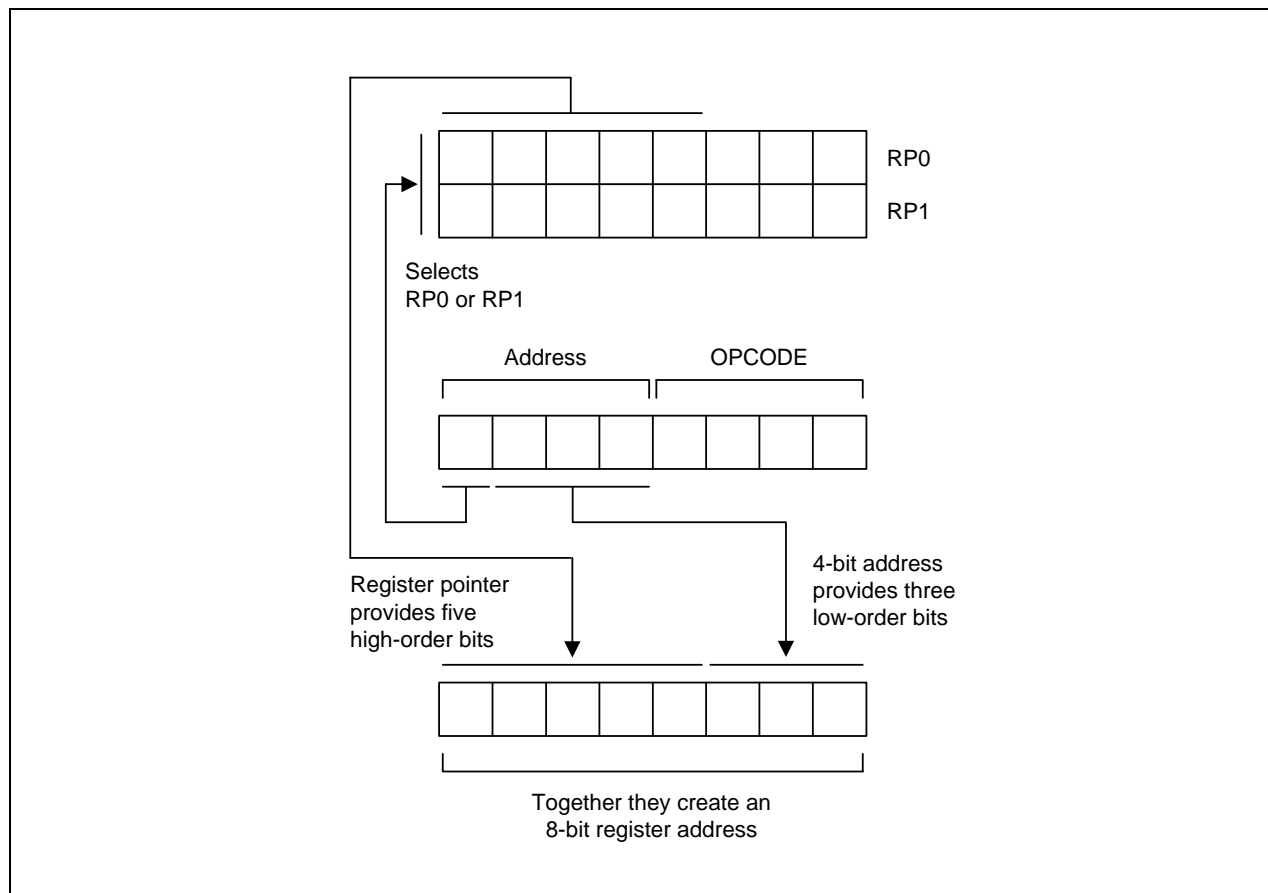 RP0
RP1
Selects
RP0 or RP1
Address
OPCODE
Register pointer
provides five
high-order bits
4-bit address
provides three
low-order bits
Together they create an
8-bit register address